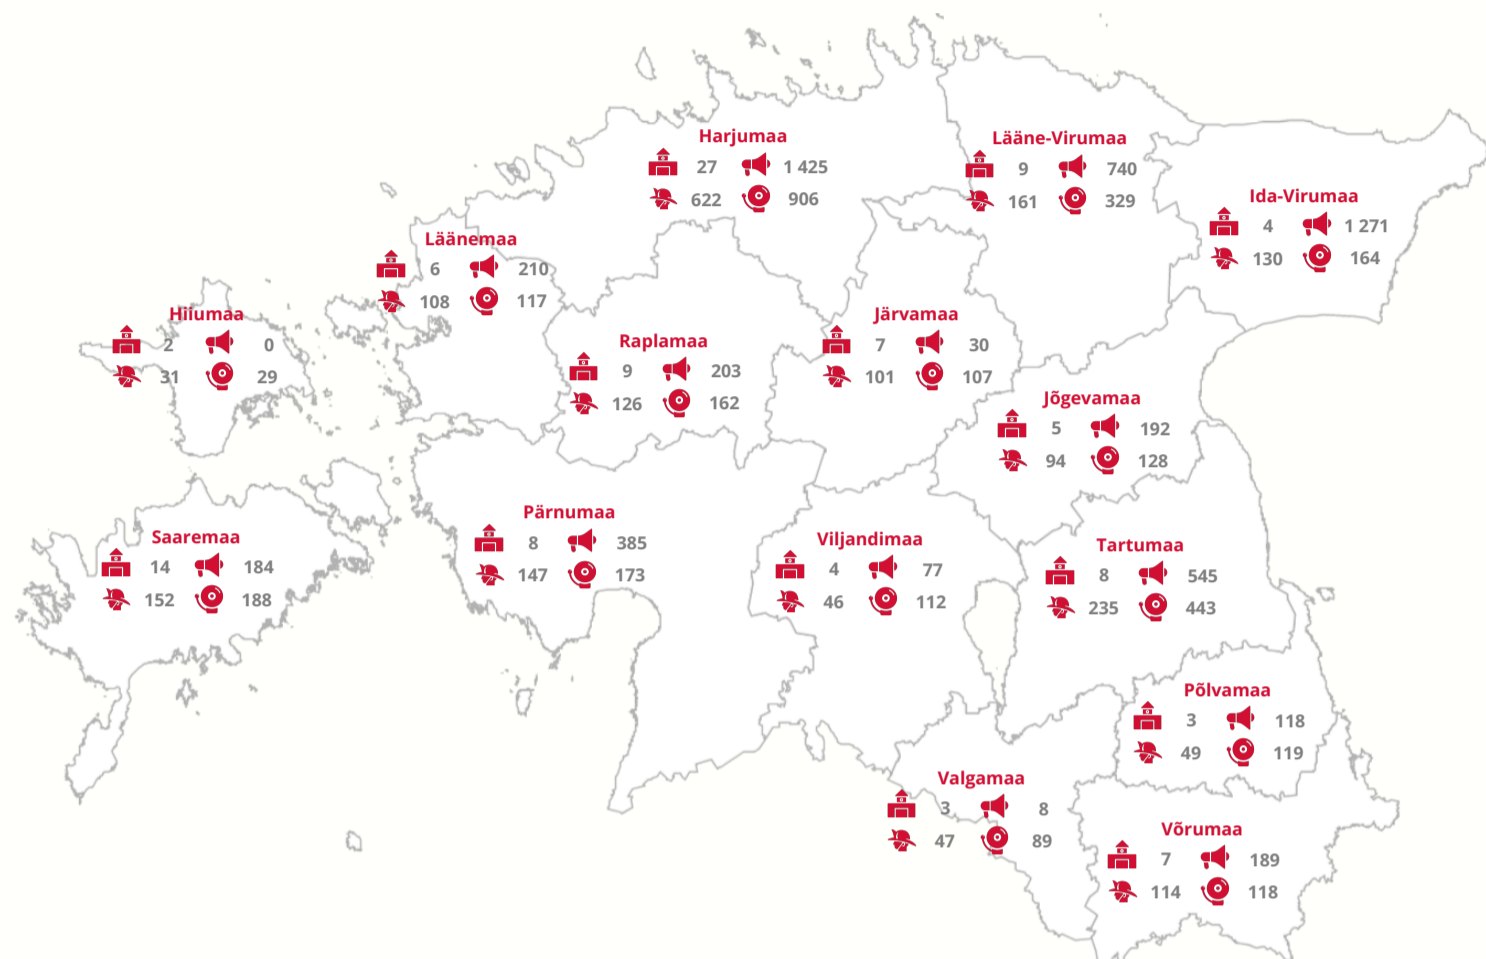 Harjumaa
27 1 425
622 906
Lääne-Virumaa
9 740
161 329
Ida-Virumaa
4 1 271
130 164
Läänemaa
6 210
108 117
Hiiumaa
2 0
31 29
Raplamaa
9 203
126 162
Järvamaa
7 30
101 107
Jõgevamaa
5 192
94 128
Saaremaa
14 184
152 188
Pärnumaa
8 385
147 173
Viljandimaa
4 77
46 112
Tartumaa
8 545
235 443
Põlvamaa
3 118
49 119
Valgamaa
3 8
47 89
Võrumaa
7 189
114 118